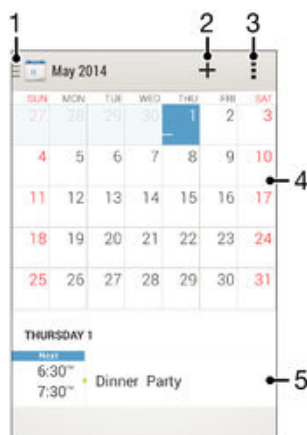 1 2 3
May 2014
SUN MON TUE WED THU FRI SAT
27 28 29 30 1 2 3
4 5 6 7 8 9 10
4
11 12 13 14 15 16 17
18 19 20 21 22 23 24
25 26 27 28 29 30 31
THURSDAY 1
Next
6:30
Dinner Party 5
7:30